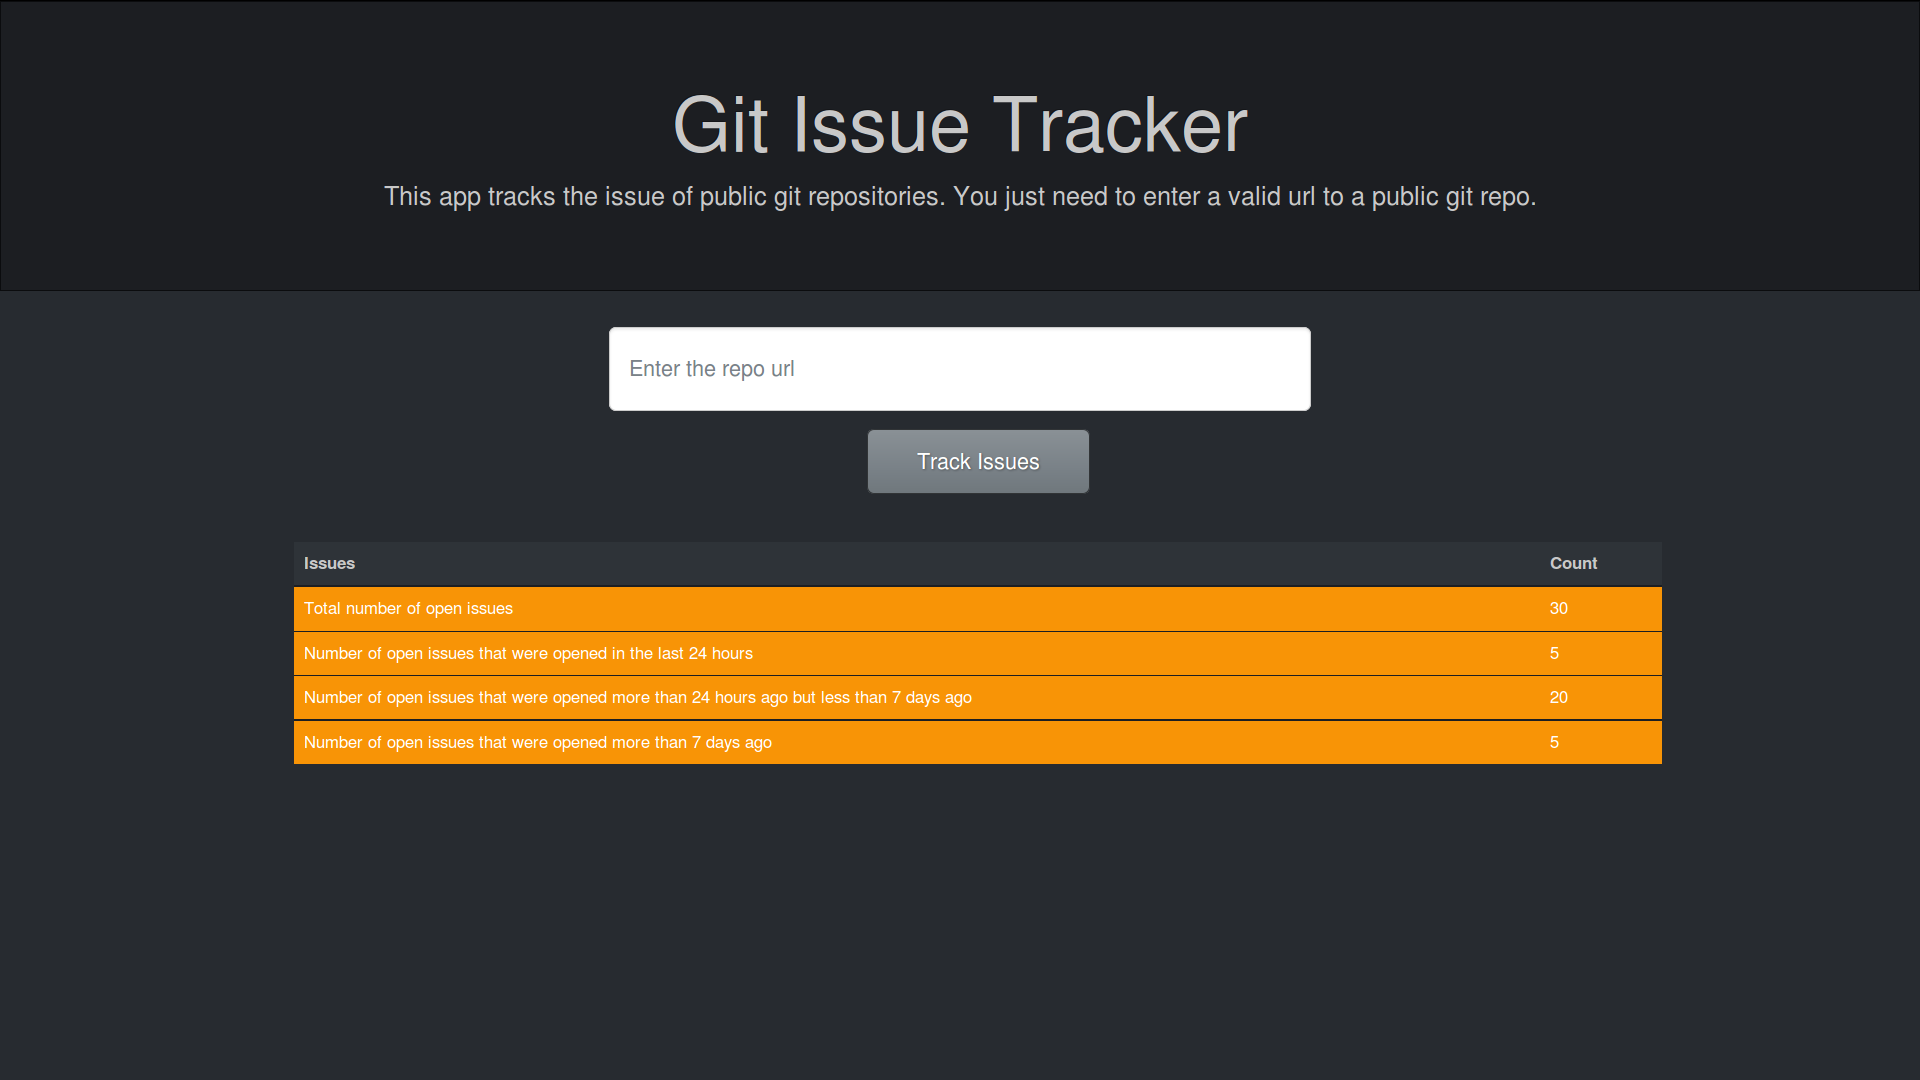 Git Issue Tracker
This app tracks the issue of public git repositories. You just need to enter a valid url to a public git repo.
Enter the repo url
Track Issues
Issues Count
Total number of open issues 30
Number of open issues that were opened in the last 24 hours 5
Number of open issues that were opened more than 24 hours ago but less than 7 days ago 20
Number of open issues that were opened more than 7 days ago 5